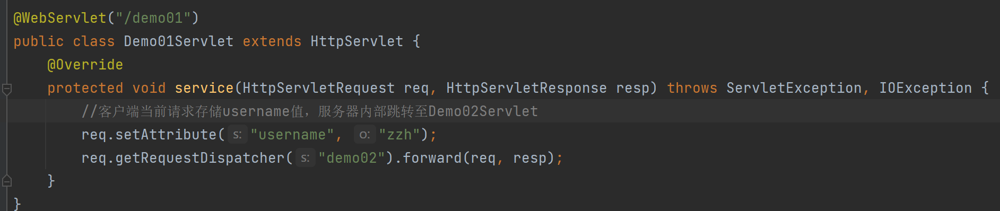 @WebServlet("/demo01")
public class Demo01Servlet extends HttpServlet {
    @Override
    protected void service(HttpServletRequest req, HttpServletResponse resp) throws ServletException, IOException {
        //客户端当前请求存储username值，服务器内部跳转至Demo02Servlet
        req.setAttribute( s: "username", o: "zzh");
        req.getRequestDispatcher( s: "demo02").forward(req, resp);
    }
}